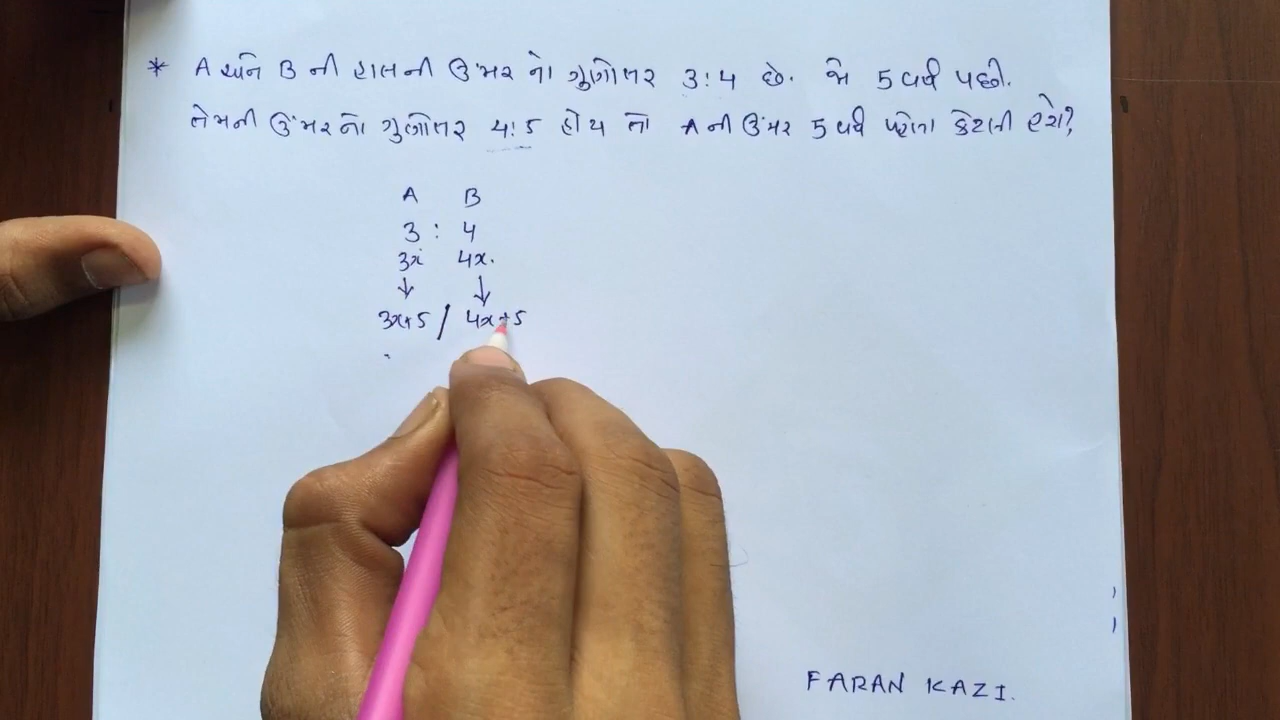 * A અને B ની હાલની ઉંમર નો ગુણોત્તર 3:4 છે. જો 5 વર્ષ પછી.
તેમની ઉંમરનો ગુણોત્તર 4:5 હોય તો A ની ઉંમર 5 વર્ષ પહેલા કેટલી હશે?
A B
3 : 4
3x 4x.
↓ ↓
3x+5 / 4x+5
FARAN KAZI.